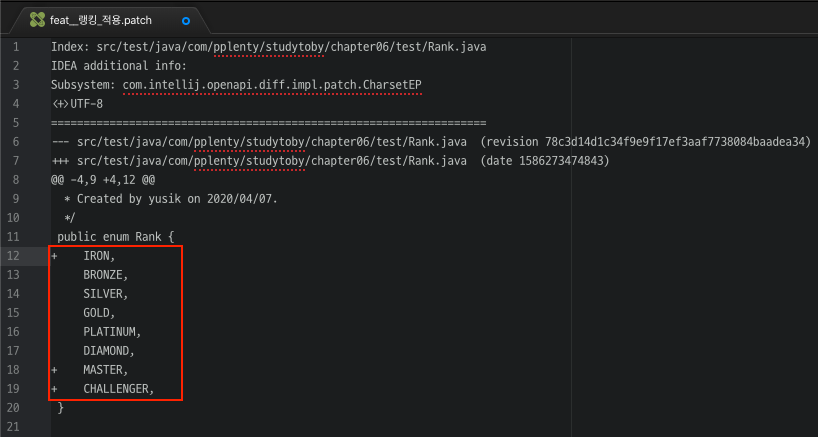 feat__랭킹_적용.patch
1 Index: src/test/java/com/pplenty/studytoby/chapter06/test/Rank.java
2 IDEA additional info:
3 Subsystem: com.intellij.openapi.diff.impl.patch.CharsetEP
4 <+>UTF-8
5 ===================================================================
6 --- src/test/java/com/pplenty/studytoby/chapter06/test/Rank.java  (revision 78c3d14d1c34f9e9f17ef3aaf7738084baadea34)
7 +++ src/test/java/com/pplenty/studytoby/chapter06/test/Rank.java  (date 1586273474843)
8 @@ -4,9 +4,12 @@
9   * Created by yusik on 2020/04/07.
10   */
11  public enum Rank {
12 +    IRON,
13      BRONZE,
14      SILVER,
15      GOLD,
16      PLATINUM,
17      DIAMOND,
18 +    MASTER,
19 +    CHALLENGER,
20  }
21